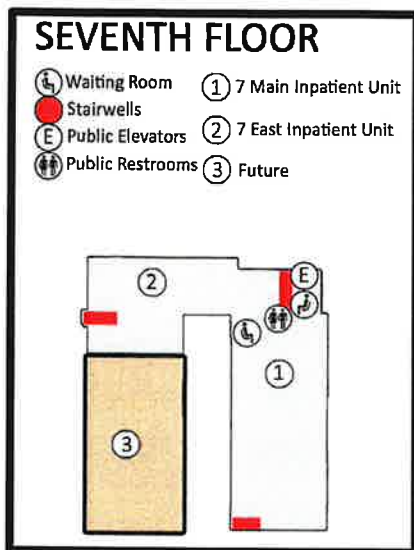 SEVENTH FLOOR
Waiting Room
Stairwells
E Public Elevators
Public Restrooms
1 7 Main Inpatient Unit
2 7 East Inpatient Unit
3 Future
2
E
1
3